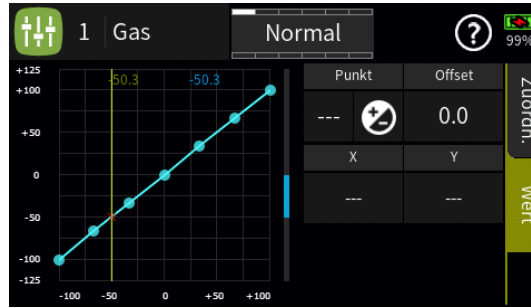 1 Gas Normal ? 99%
-50.3 -50.3
Punkt Offset
--- +/- 0.0
X Y
--- ---
Zuordn.
Wert
+125
+100
+50
0
-50
-100
-125
-100 -50 0 +50 +100